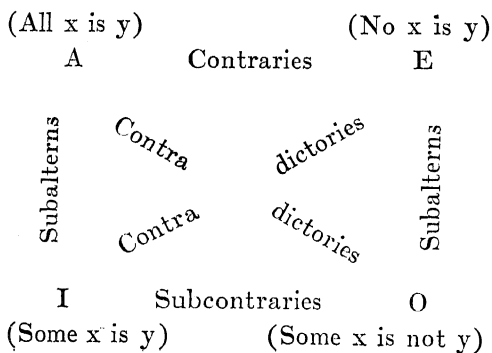 (All x is y) (No x is y)
A Contraries E
Subalterns Contra dictories Subalterns
Contra dictories
I Subcontraries O
(Some x is y) (Some x is not y)